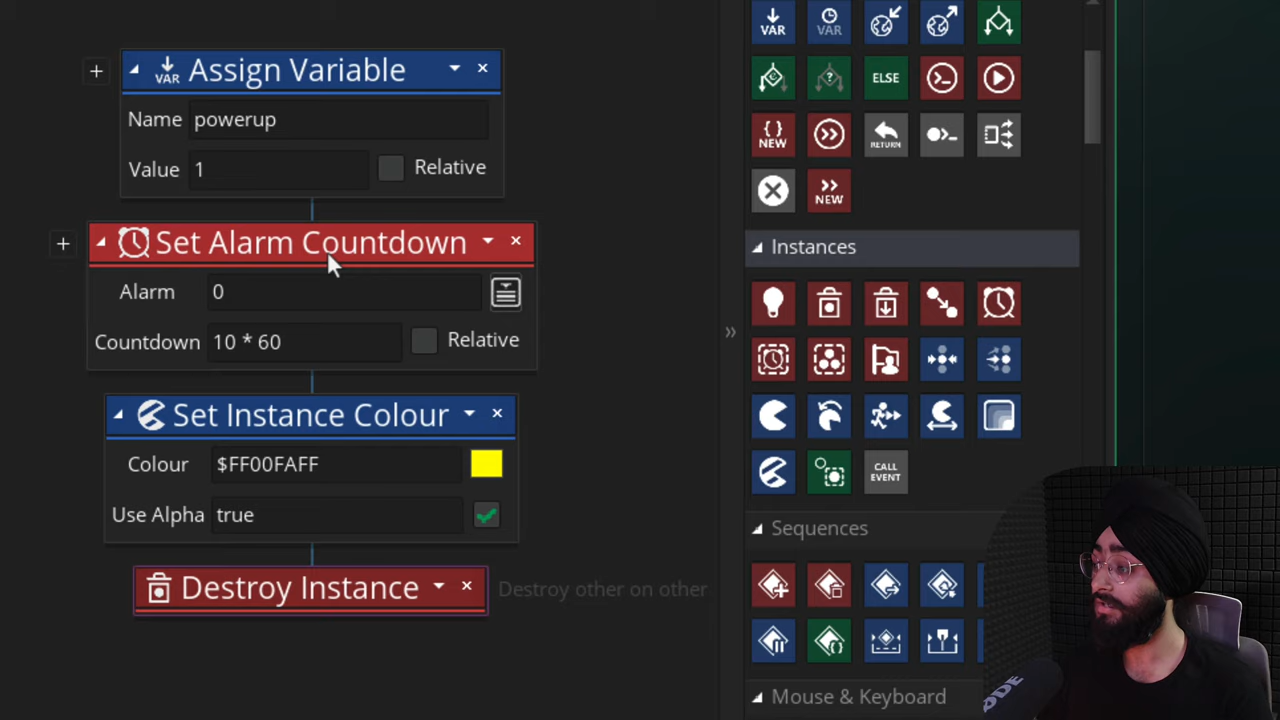 Assign Variable
Name powerup
Value 1 Relative
Set Alarm Countdown
Alarm 0
Countdown 10 * 60 Relative
Set Instance Colour
Colour $FF00FAFF
Use Alpha true
Destroy Instance
Destroy other on other
VAR
VAR
VAR
ELSE
NEW
RETURN
NEW
Instances
CALL
EVENT
Sequences
Mouse & Keyboard